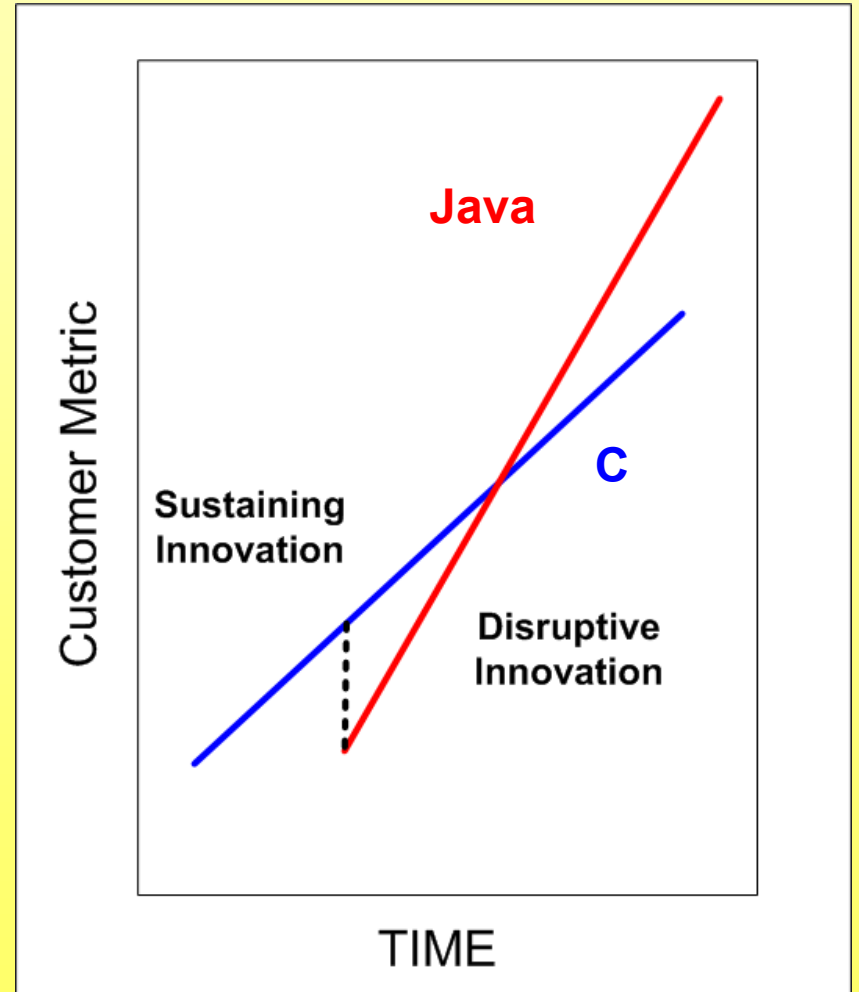 Java
C
Customer Metric
Sustaining
Innovation
Disruptive
Innovation
TIME